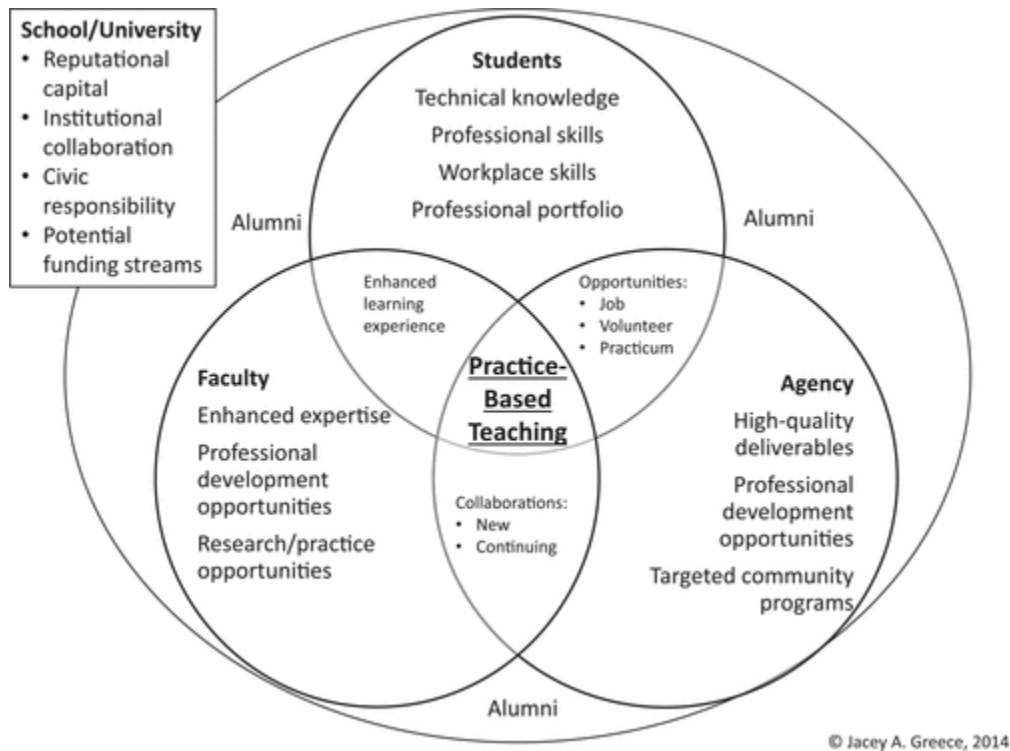 School/University
• Reputational
capital
• Institutional
collaboration
• Civic
responsibility
• Potential
funding streams
Students
Technical knowledge
Professional skills
Workplace skills
Professional portfolio
Alumni
Alumni
Enhanced
learning
experience
Opportunities:
• Job
• Volunteer
• Practicum
Practice-
Based
Teaching
Faculty
Enhanced expertise
Professional
development
opportunities
Research/practice
opportunities
Agency
High-quality
deliverables
Professional
development
opportunities
Targeted community
programs
Collaborations:
• New
• Continuing
Alumni
© Jacey A. Greece, 2014